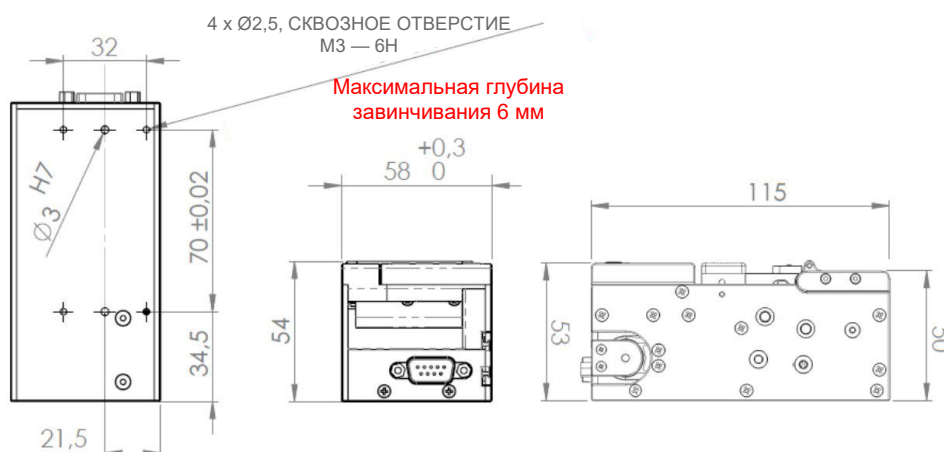 4 x Ø2,5, СКВОЗНОЕ ОТВЕРСТИЕ
M3 — 6H
32
Максимальная глубина
завинчивания 6 мм
Ø3 H7
70 ±0,02
34,5
21,5
+0,3
58 0
54
115
53
50